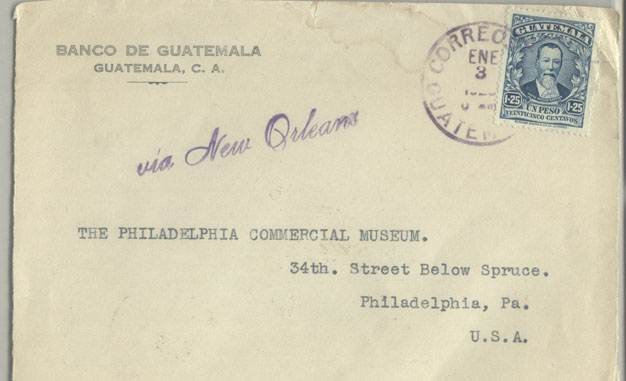 BANCO DE GUATEMALA
GUATEMALA, C. A.
CORREO
ENE
3
GUATEMALA
1.25 1.25
UN PESO
VEINTICINCO CENTAVOS
via New Orleans
THE PHILADELPHIA COMMERCIAL MUSEUM.
34th. Street Below Spruce.
Philadelphia, Pa.
U.S.A.